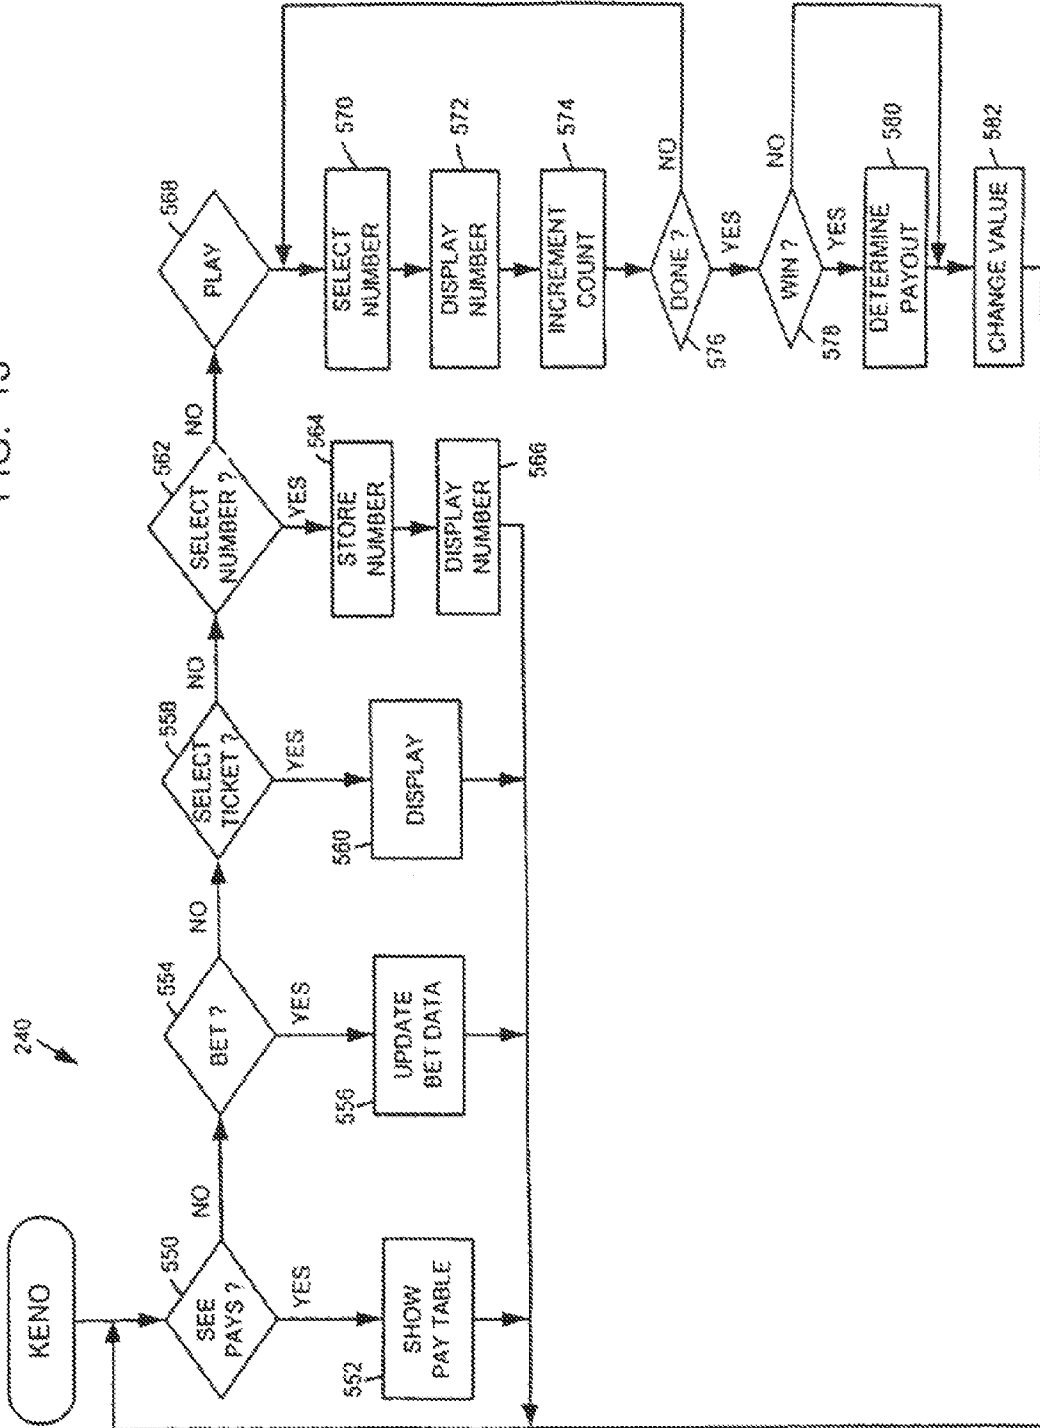 240
KENO
550
SEE
PAYS ?
NO
YES
552
SHOW
PAY TABLE
554
BET ?
NO
YES
556
UPDATE
BET DATA
558
SELECT
TICKET ?
NO
YES
560
DISPLAY
562
SELECT
NUMBER ?
NO
YES
564
STORE
NUMBER
566
DISPLAY
NUMBER
568
PLAY
570
SELECT
NUMBER
572
DISPLAY
NUMBER
574
INCREMENT
COUNT
576
DONE ?
NO
YES
578
WIN ?
NO
YES
580
DETERMINE
PAYOUT
582
CHANGE VALUE